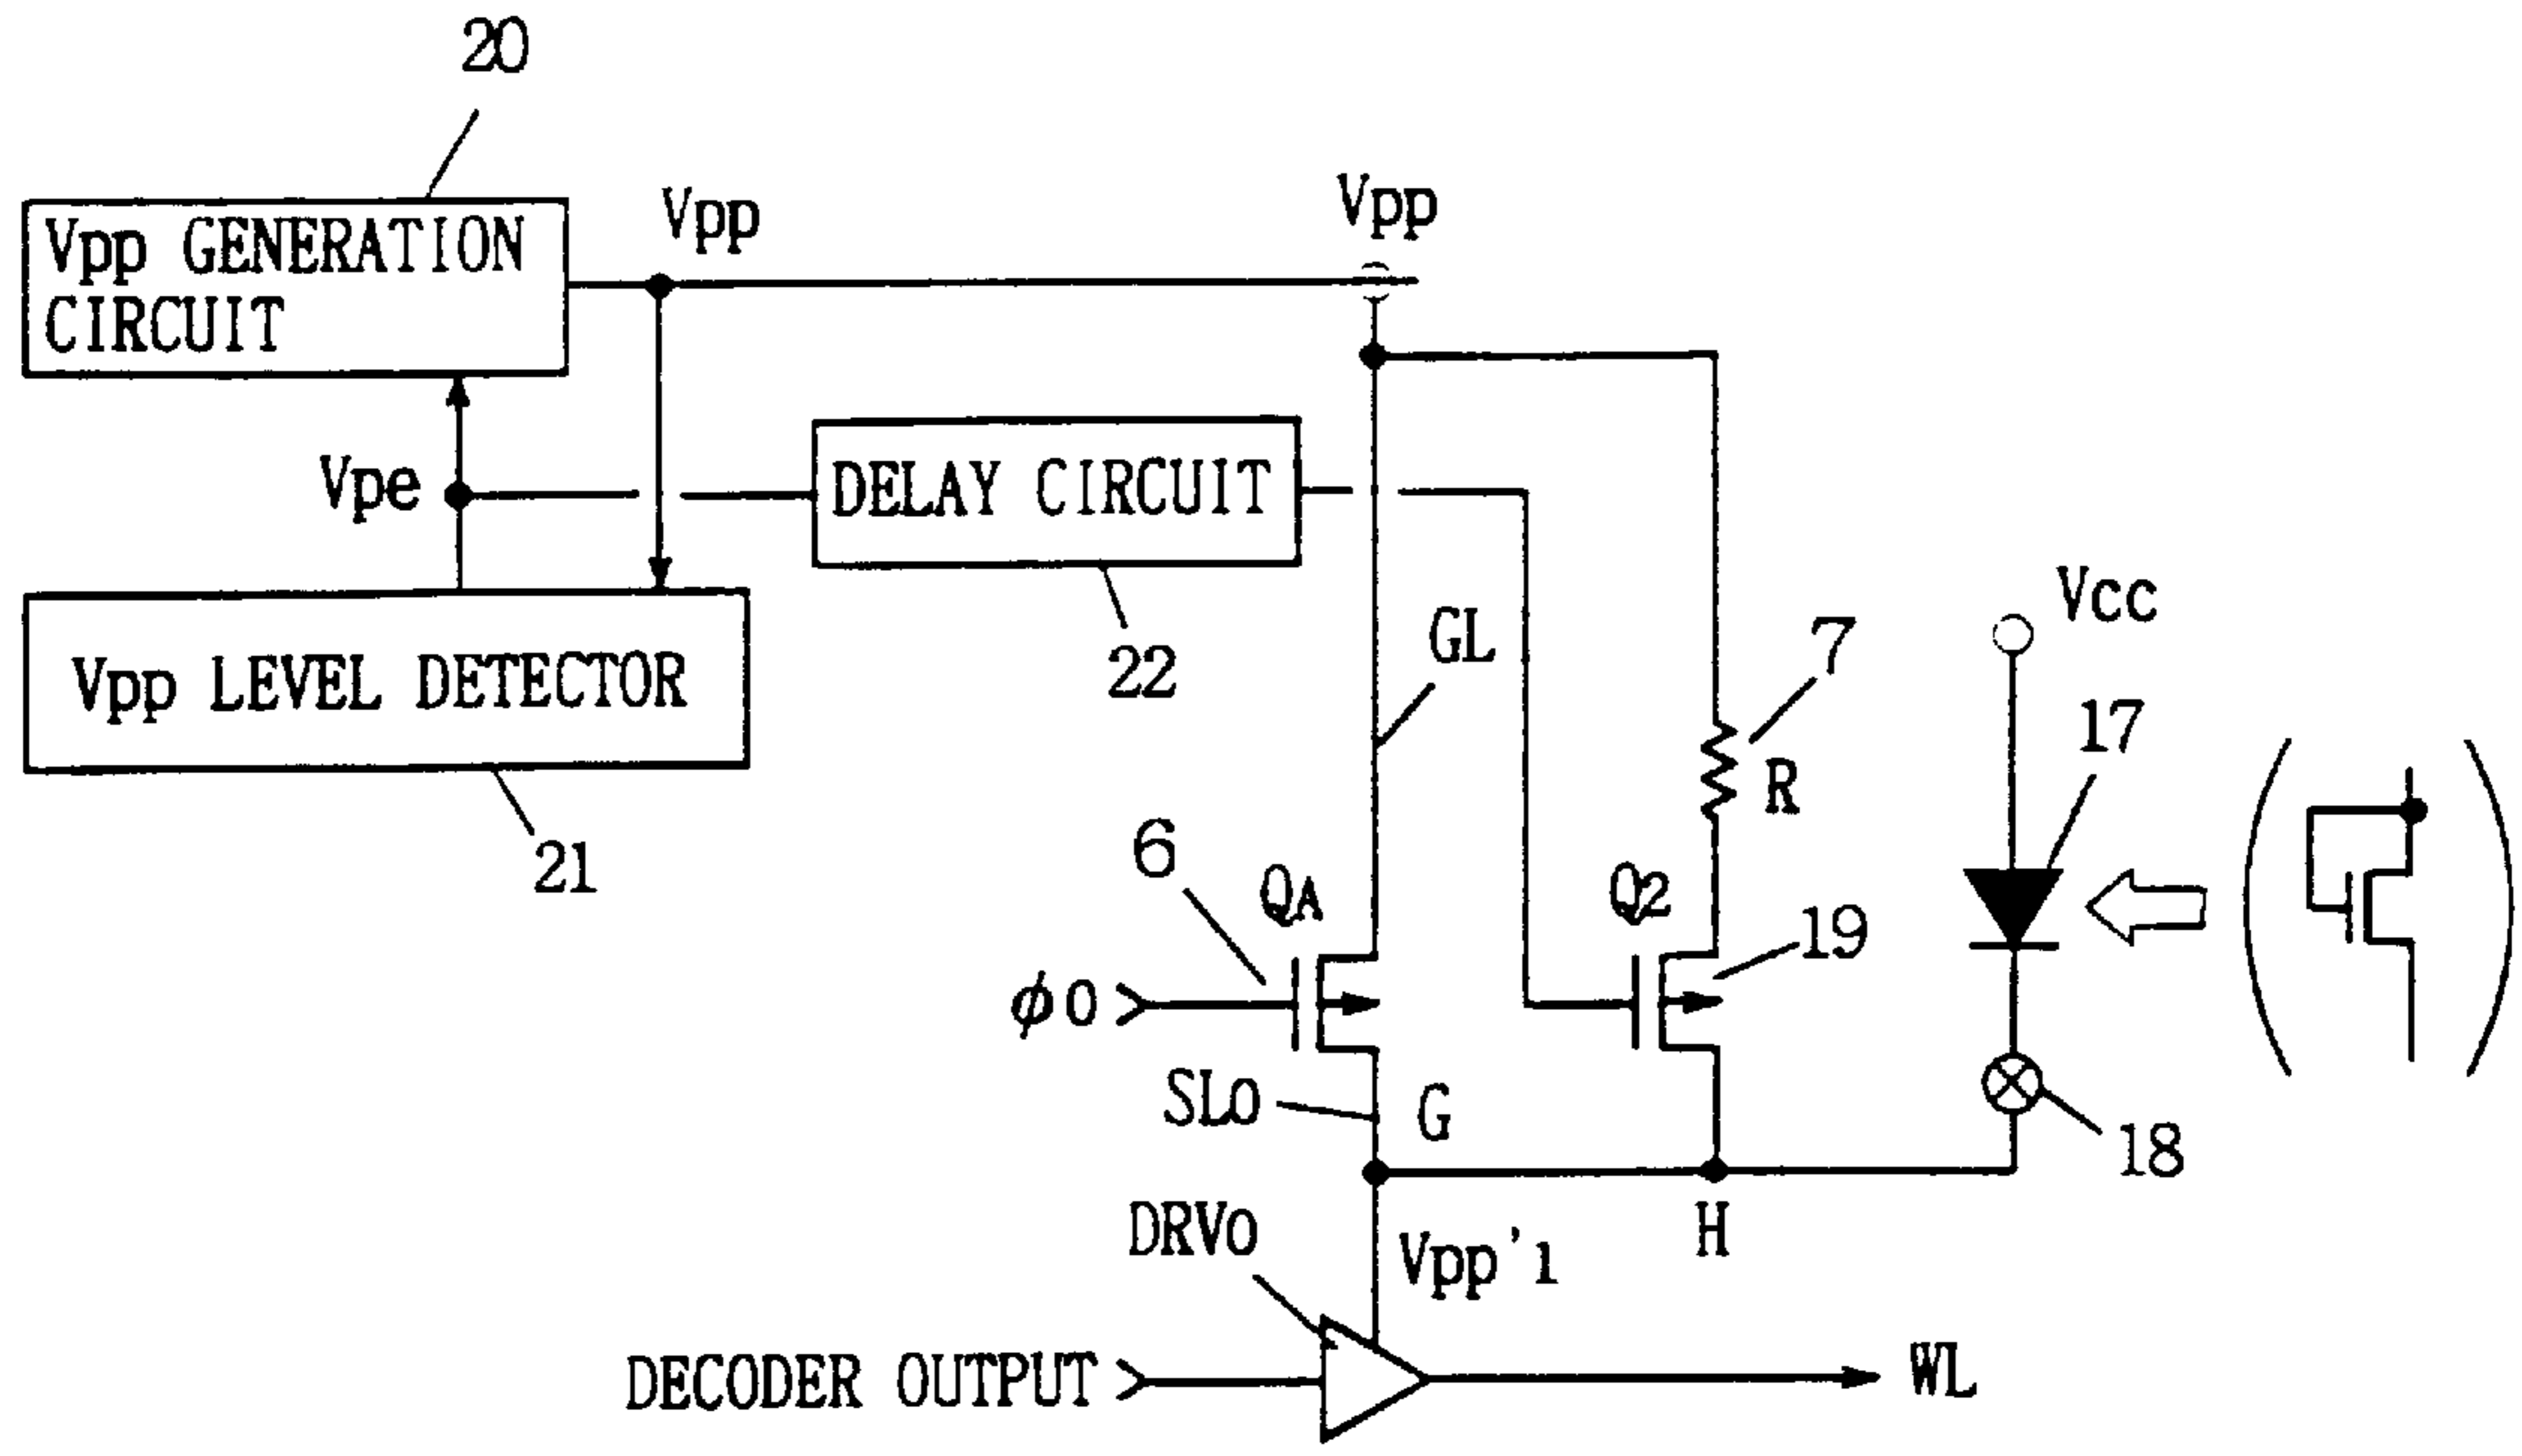 20
Vpp GENERATION
CIRCUIT
Vpp
Vpp
Vpe
DELAY CIRCUIT
22
Vpp LEVEL DETECTOR
21
GL
7
R
Vcc
17
6
QA
Q2
19
φ0
SL0
G
18
DRV0
Vpp'1
H
DECODER OUTPUT
WL